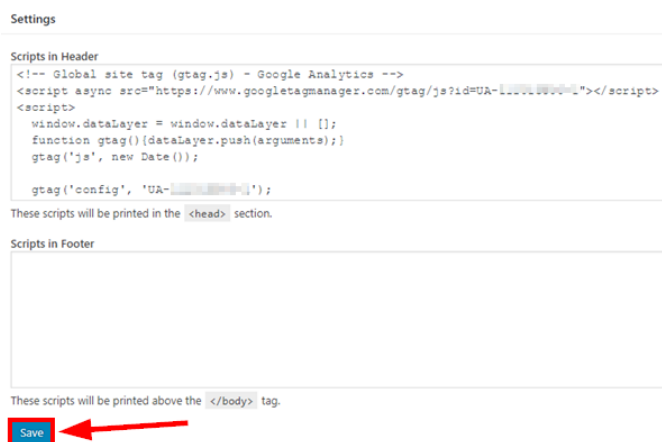 Settings
Scripts in Header
<!-- Global site tag (gtag.js) - Google Analytics -->
<script async src="https://www.googletagmanager.com/gtag/js?id=UA-"></script>
<script>
window.dataLayer = window.dataLayer || [];
function gtag(){dataLayer.push(arguments);}
gtag('js', new Date());
gtag('config', 'UA-');
These scripts will be printed in the <head> section.
Scripts in Footer
These scripts will be printed above the </body> tag.
Save